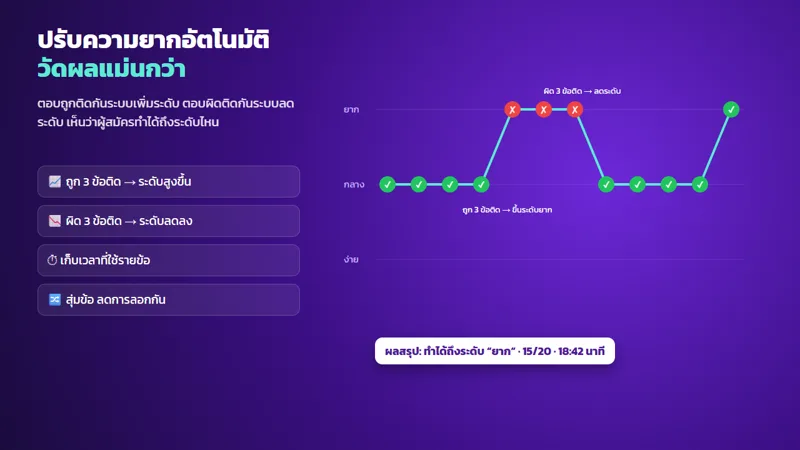 ปรับความยากอัตโนมัติ
วัดผลแม่นกว่า
ตอบถูกติดกันระบบเพิ่มระดับ ตอบผิดติดกันระบบลด
ระดับ เห็นว่าผู้สมัครทำได้ถึงระดับไหน
ถูก 3 ข้อติด → ระดับสูงขึ้น
ผิด 3 ข้อติด → ระดับลดลง
เก็บเวลาที่ใช้รายข้อ
สุ่มข้อ ลดการลอกกัน
ผิด 3 ข้อติด → ลดระดับ
ยาก
กลาง
ถูก 3 ข้อติด → ขึ้นระดับยาก
ง่าย
ผลสรุป: ทำได้ถึงระดับ “ยาก” · 15/20 · 18:42 นาที